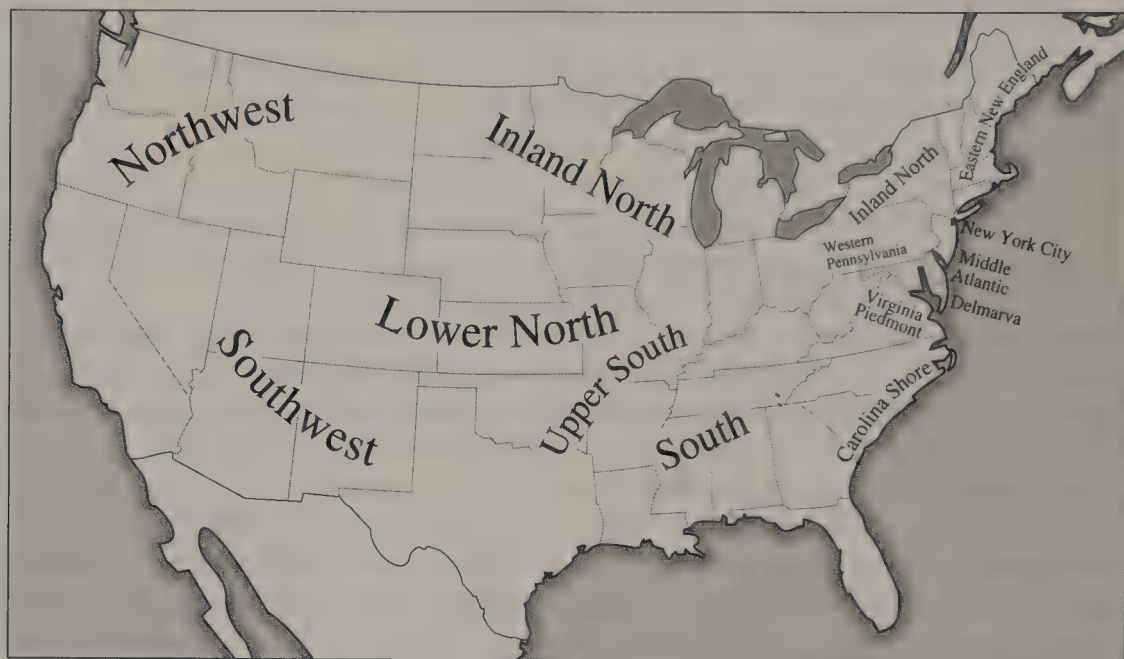 Northwest
Inland North
Eastern New England
Inland North
New York City
Western
Pennsylvania
Middle
Atlantic
Delmarva
Virginia
Piedmont
Lower North
Southwest
Upper South
South
Carolina Shore